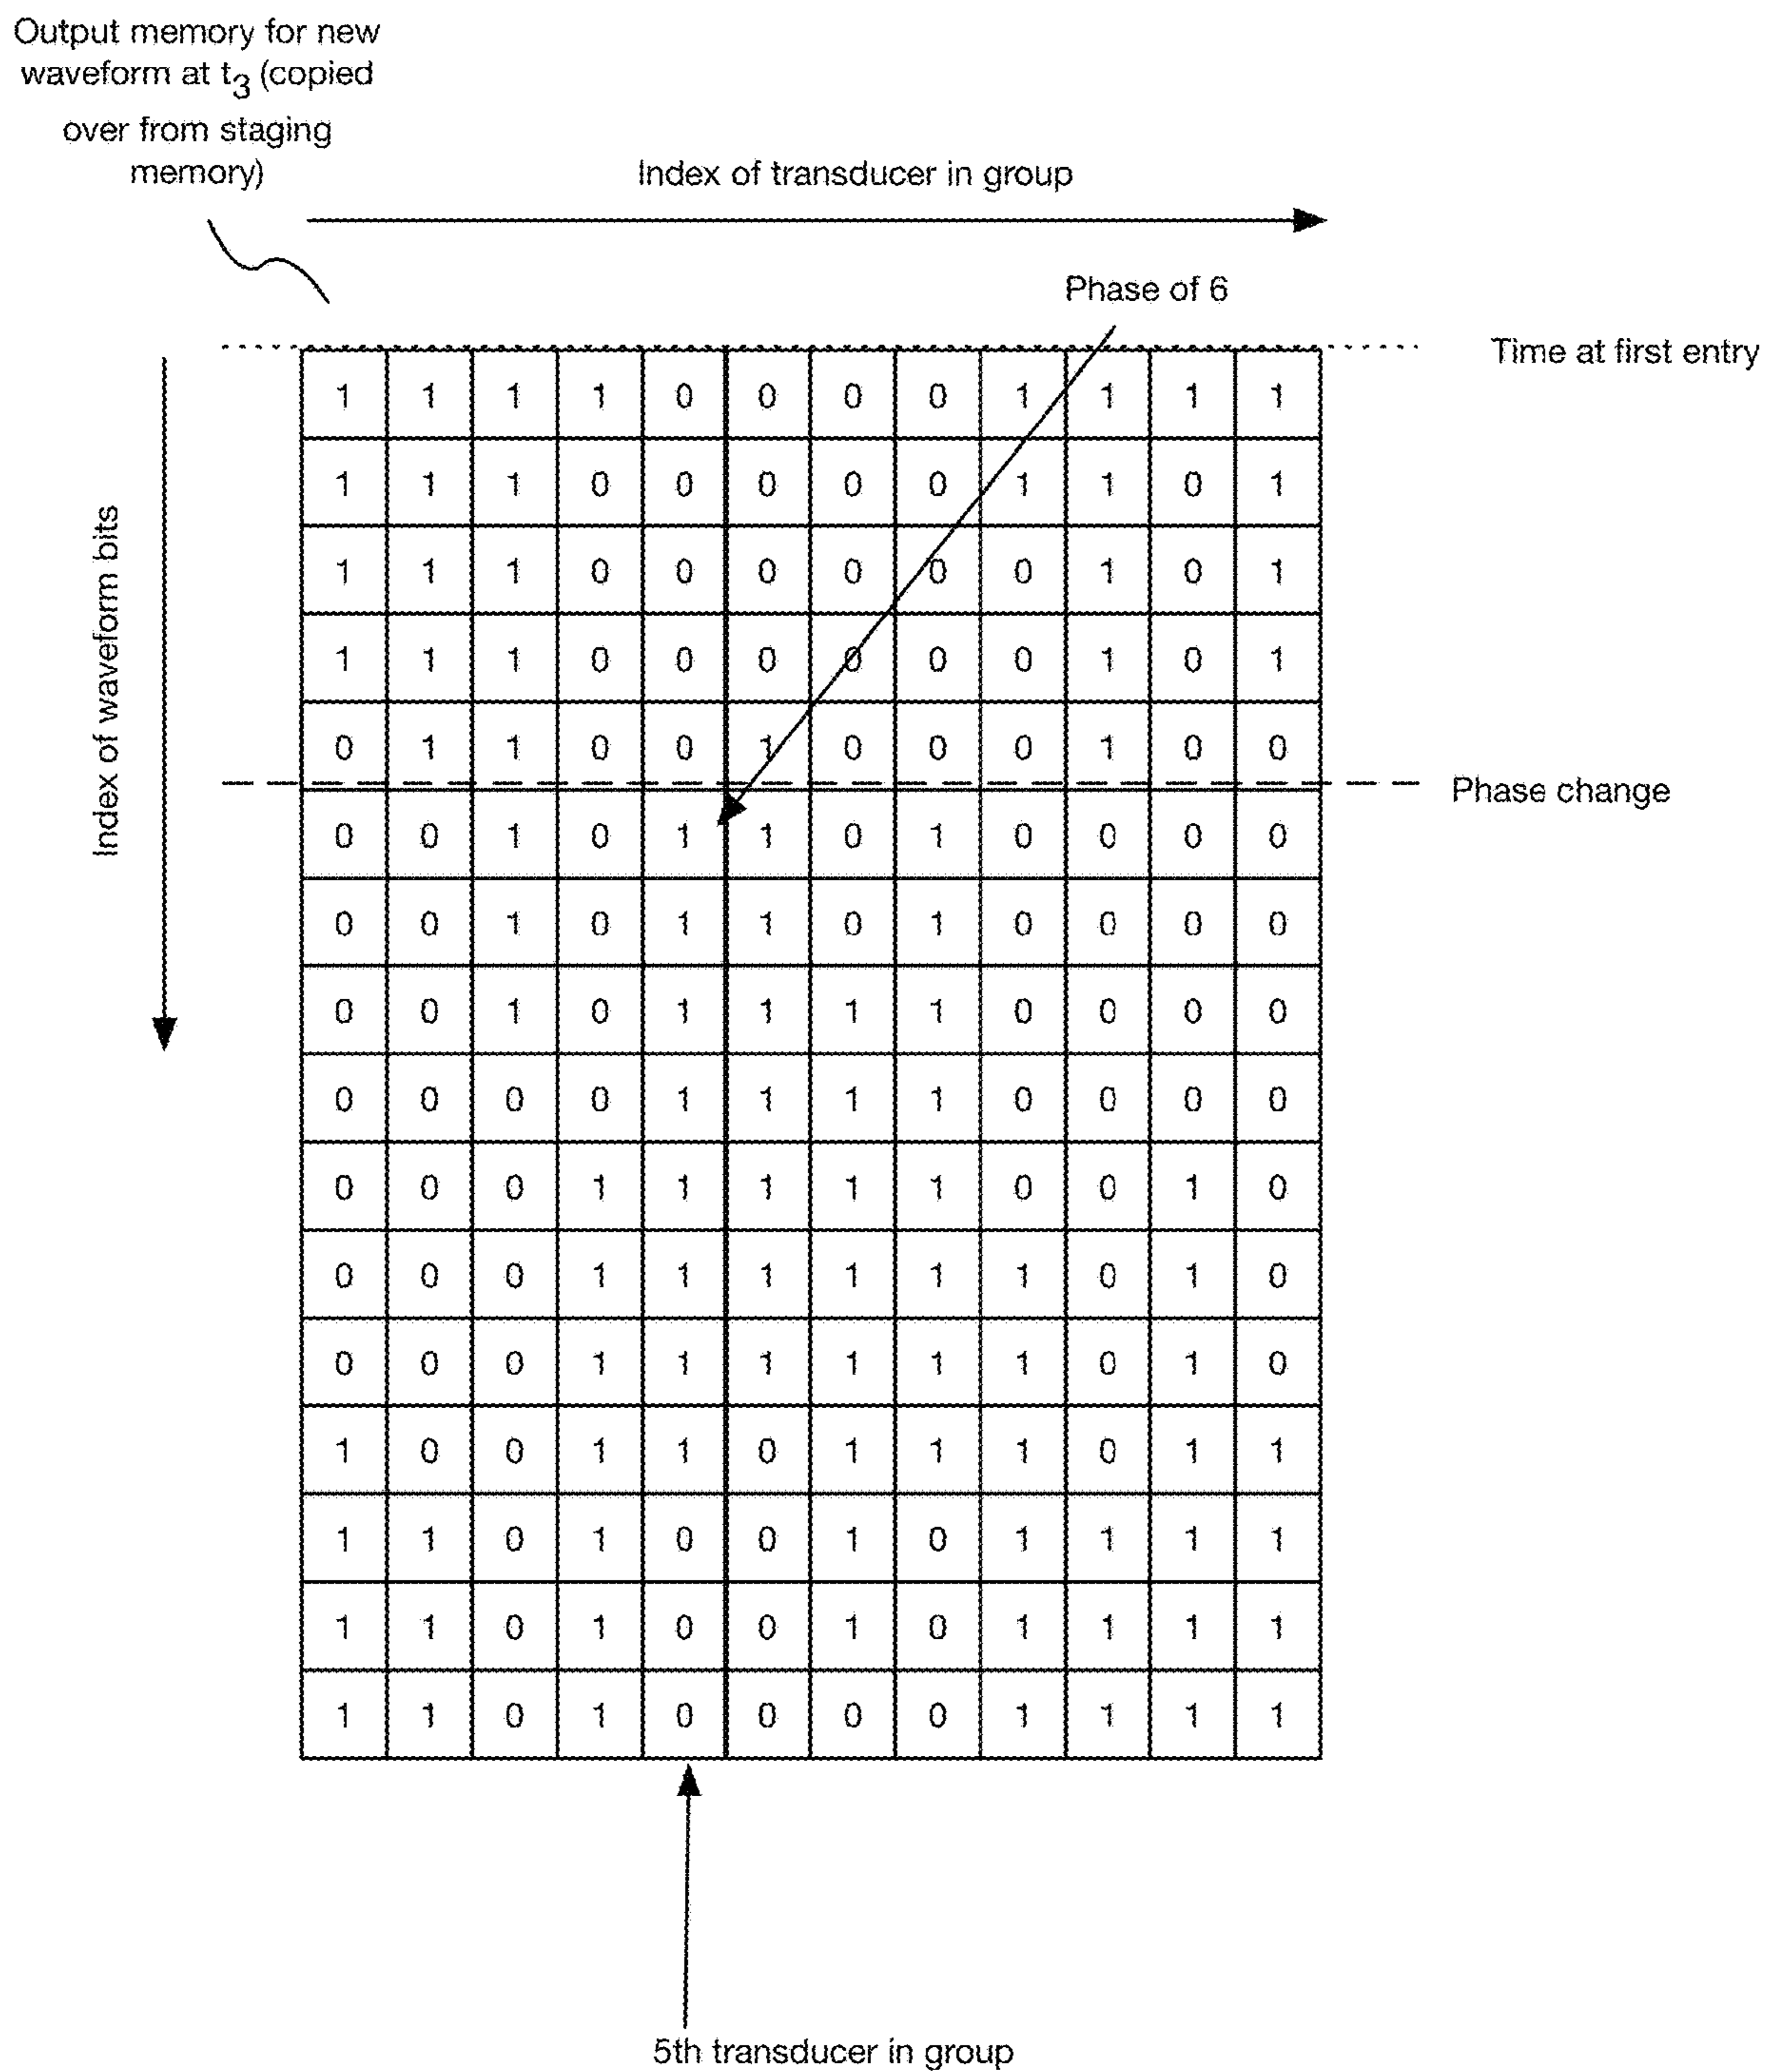 Output memory for new
waveform at t3 (copied
over from staging
memory)
Index of transducer in group
Phase of 6
Time at first entry
1 1 1 1 0 0 0 0 1 1 1 1
1 1 1 0 0 0 0 0 1 1 0 1
1 1 1 0 0 0 0 0 0 1 0 1
1 1 1 0 0 0 0 0 0 1 0 1
0 1 1 0 0 1 0 0 0 1 0 0
Index of waveform bits
Phase change
0 0 1 0 1 1 0 1 0 0 0 0
0 0 1 0 1 1 0 1 0 0 0 0
0 0 1 0 1 1 1 1 0 0 0 0
0 0 0 0 1 1 1 1 0 0 0 0
0 0 0 1 1 1 1 1 0 0 1 0
0 0 0 1 1 1 1 1 1 0 1 0
0 0 0 1 1 1 1 1 1 0 1 0
1 0 0 1 1 0 1 1 1 0 1 1
1 1 0 1 0 0 1 0 1 1 1 1
1 1 0 1 0 0 1 0 1 1 1 1
1 1 0 1 0 0 0 0 1 1 1 1
5th transducer in group